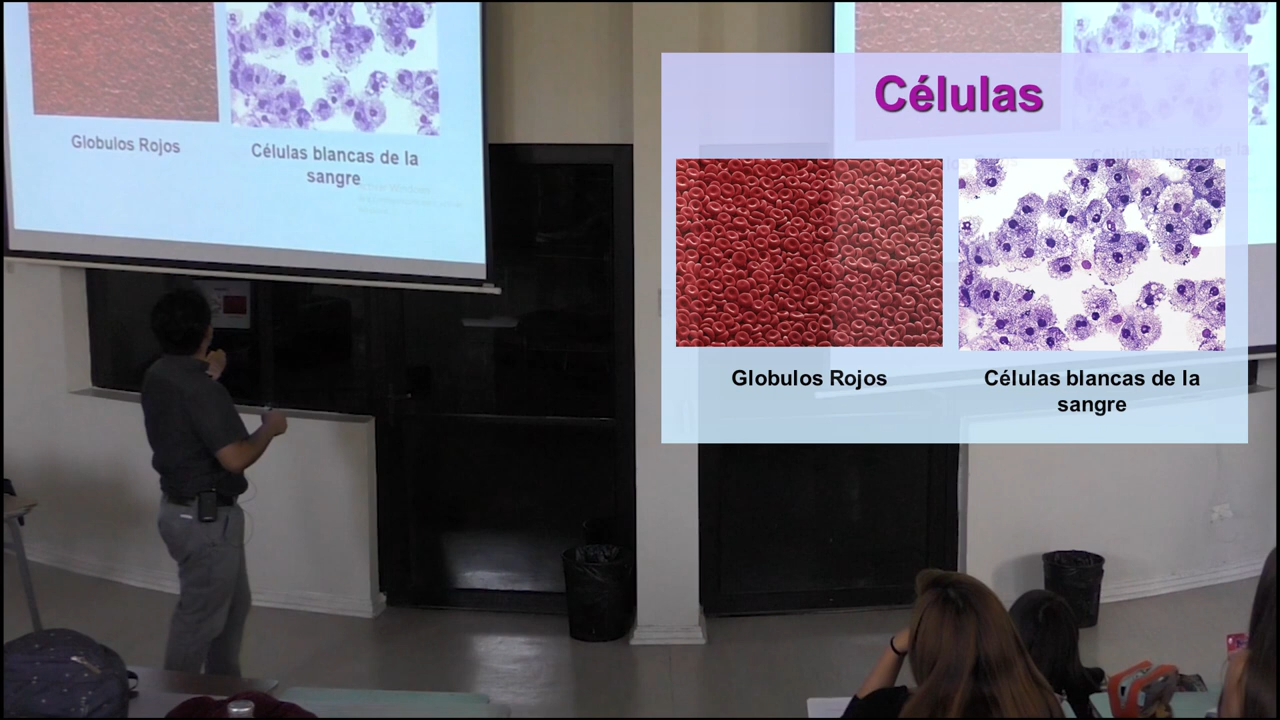 Globulos Rojos
Células blancas de la
sangre
Células
Globulos Rojos
Células blancas de la
sangre